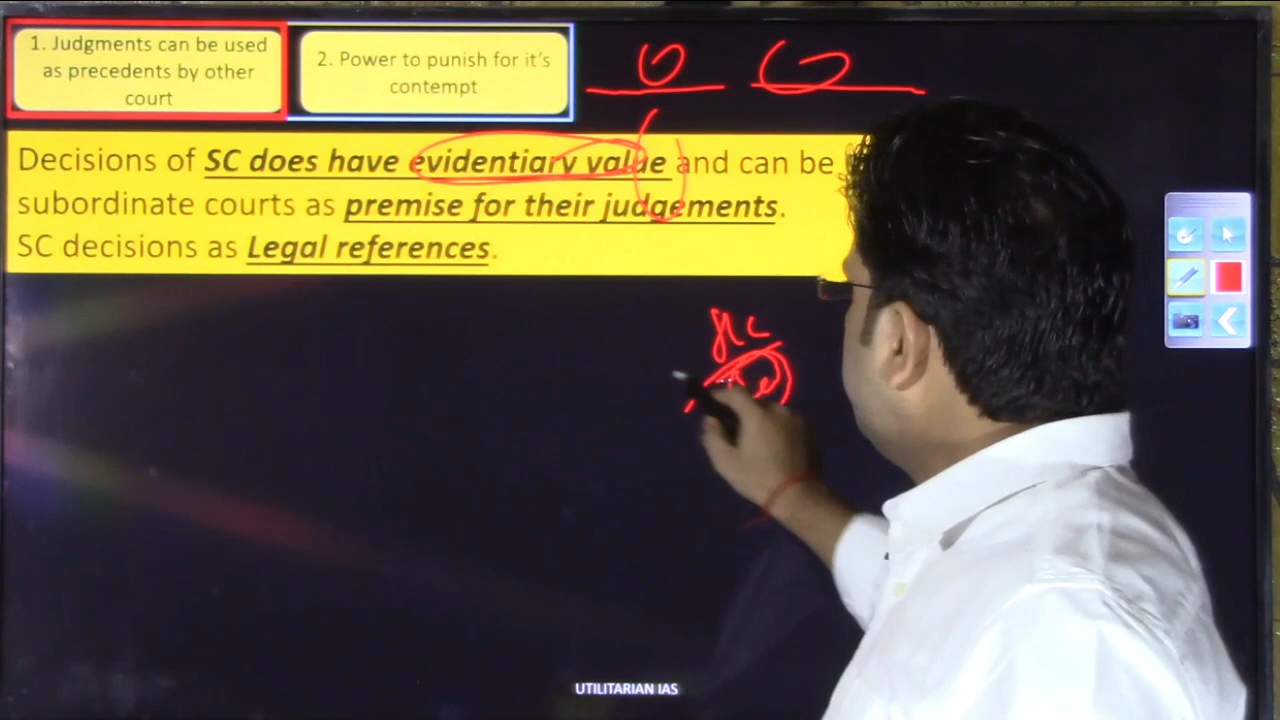 1. Judgments can be used
as precedents by other
court
2. Power to punish for it's
contempt
Decisions of SC does have evidentiary value and can be
subordinate courts as premise for their judgements.
SC decisions as Legal references.
UTILITARIAN IAS